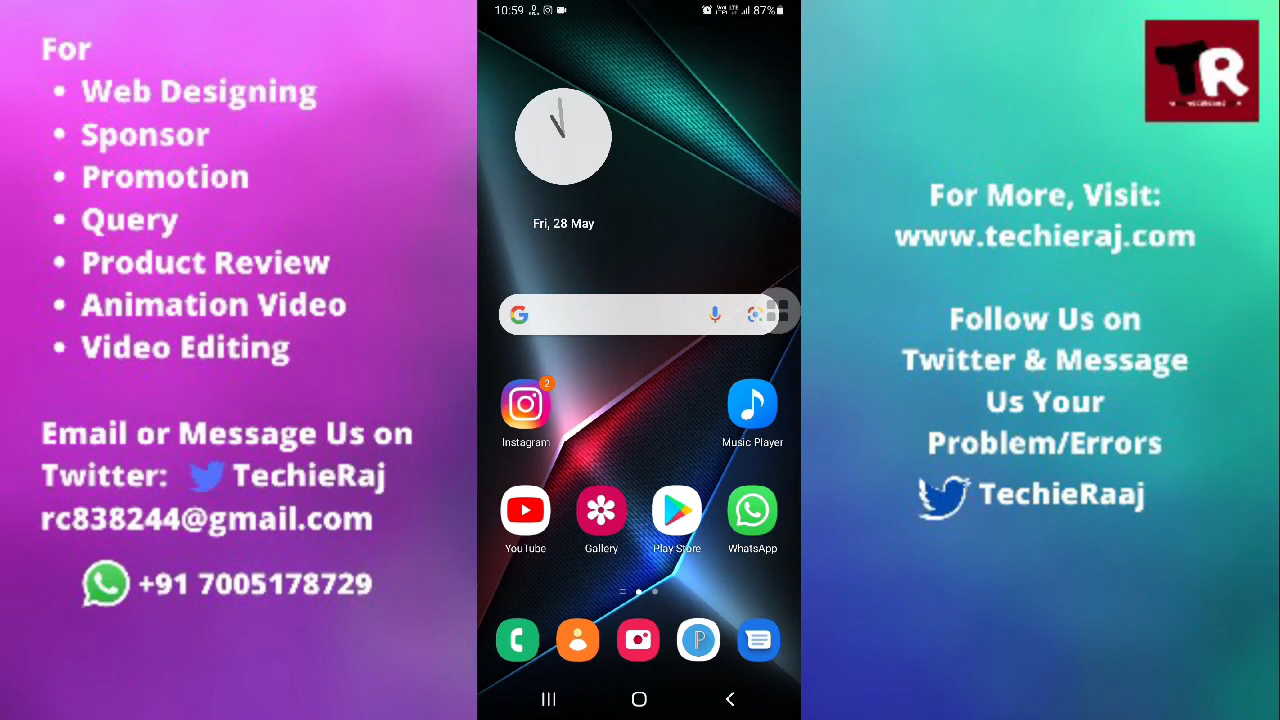 For
• Web Designing
• Sponsor
• Promotion
• Query
• Product Review
• Animation Video
• Video Editing
Email or Message Us on
Twitter: TechieRaj
rc838244@gmail.com
+91 7005178729
10:59
87%
Fri, 28 May
2
Instagram
Music Player
YouTube
Gallery
Play Store
WhatsApp
TR
For More, Visit:
www.techieraj.com
Follow Us on
Twitter & Message
Us Your
Problem/Errors
TechieRaaj